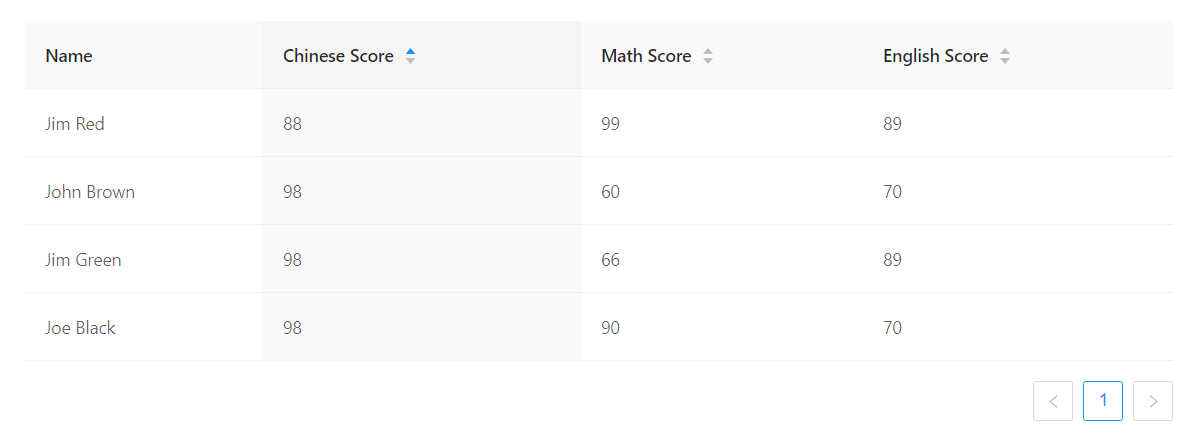 Name Chinese Score Math Score English Score
Jim Red 88 99 89
John Brown 98 60 70
Jim Green 98 66 89
Joe Black 98 90 70
< 1 >